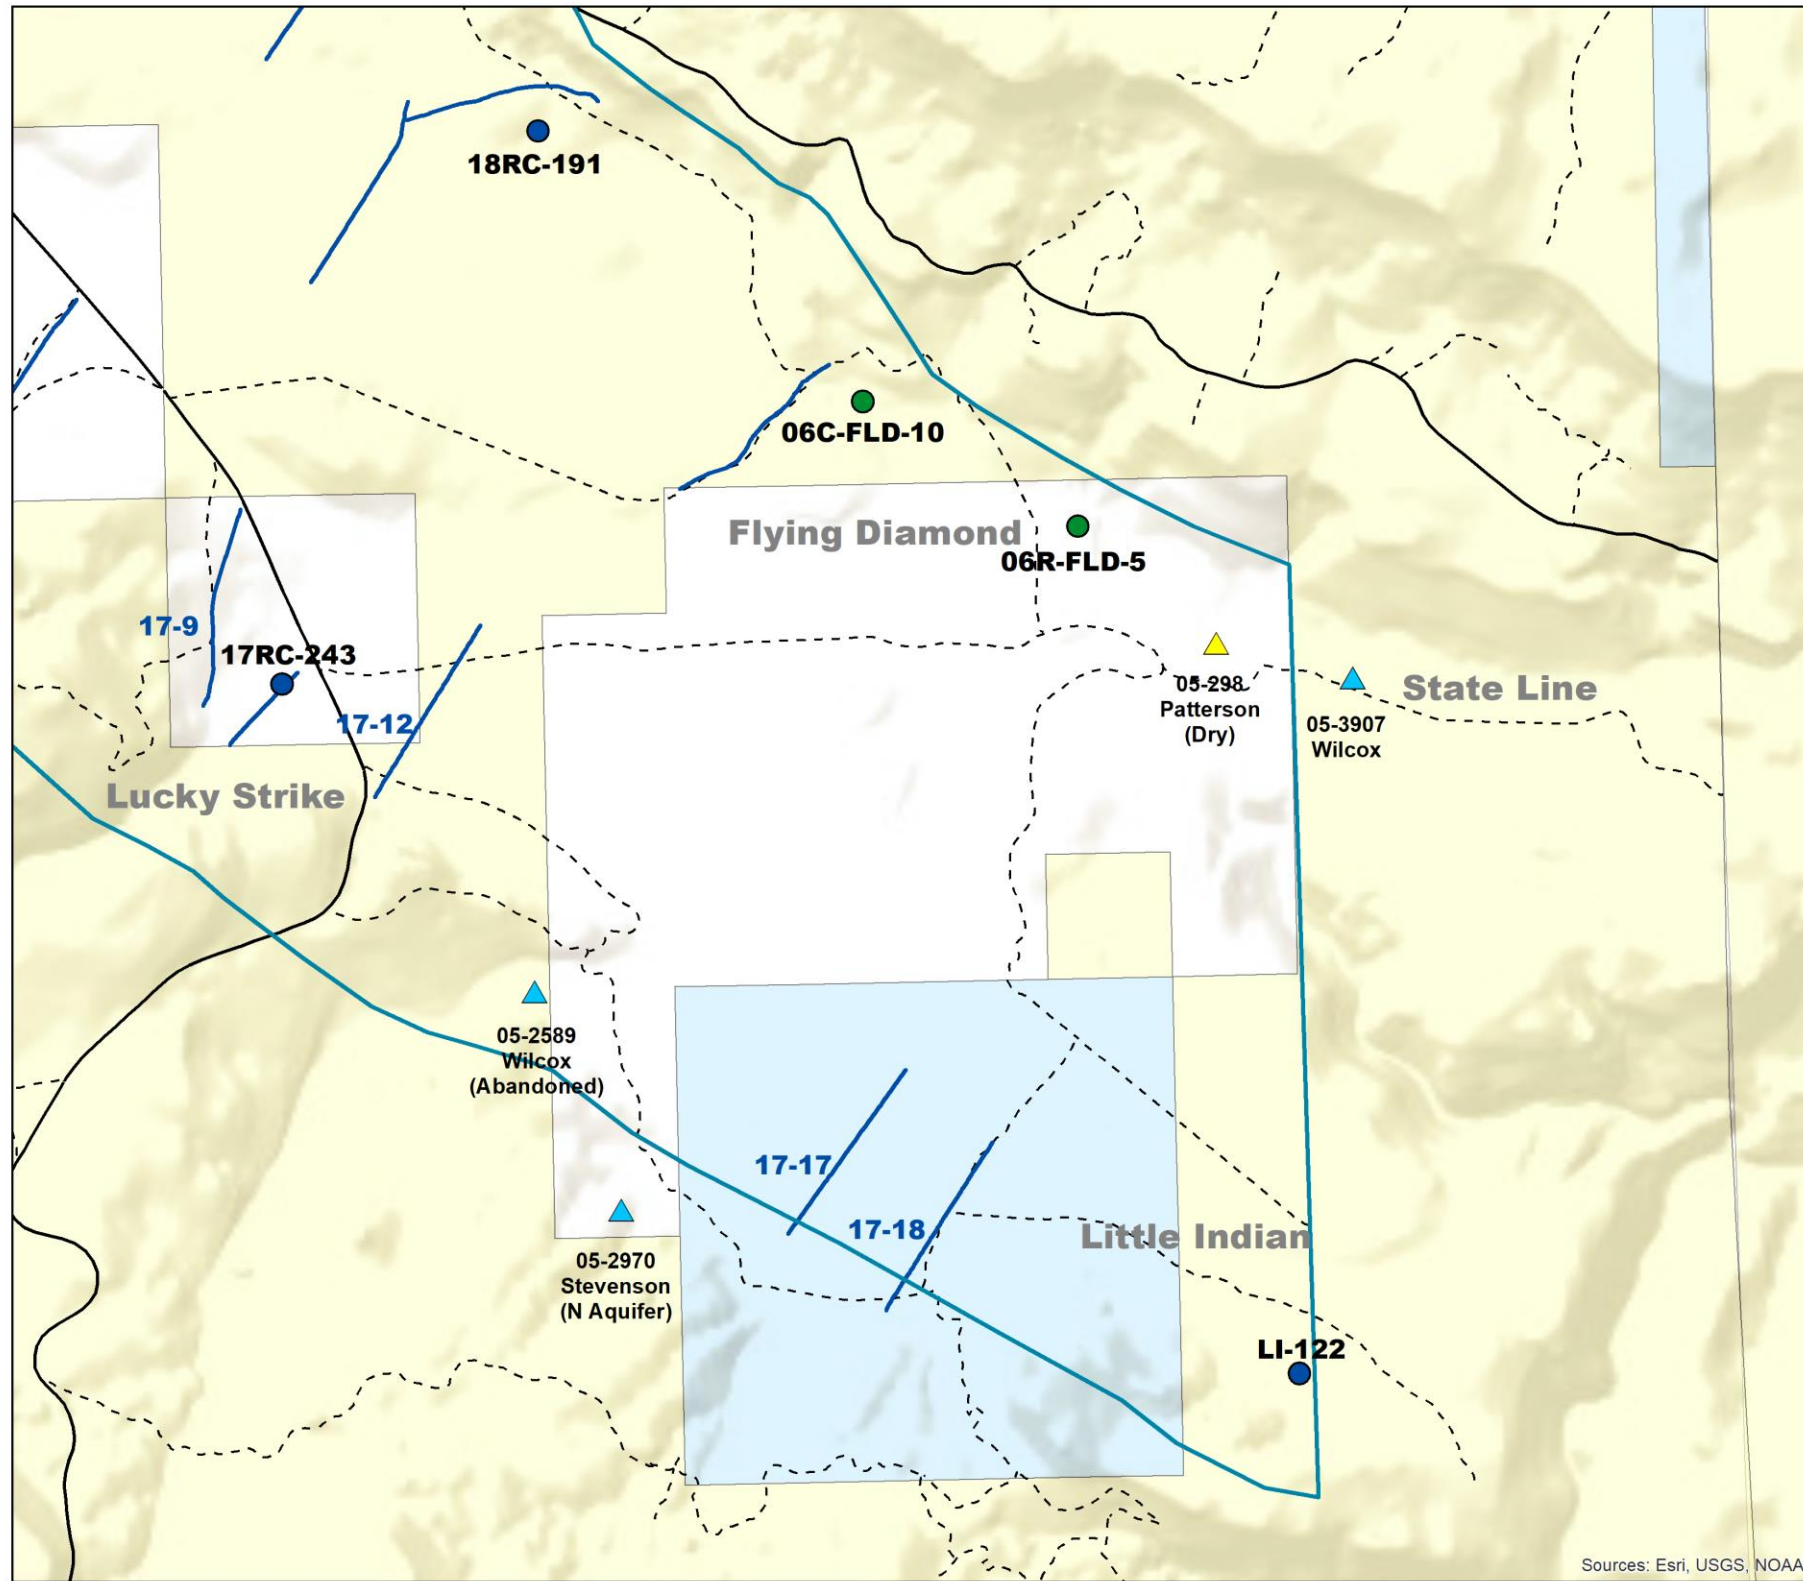 18RC-191
06C-FLD-10
Flying Diamond
06R-FLD-5
17-9
17RC-243
17-12
05-298
Patterson
(Dry)
State Line
05-3907
Wilcox
Lucky Strike
05-2589
Wilcox
(Abandoned)
17-17
17-18
Little Indian
05-2970
Stevenson
(N Aquifer)
LI-122
Sources: Esri, USGS, NOAA